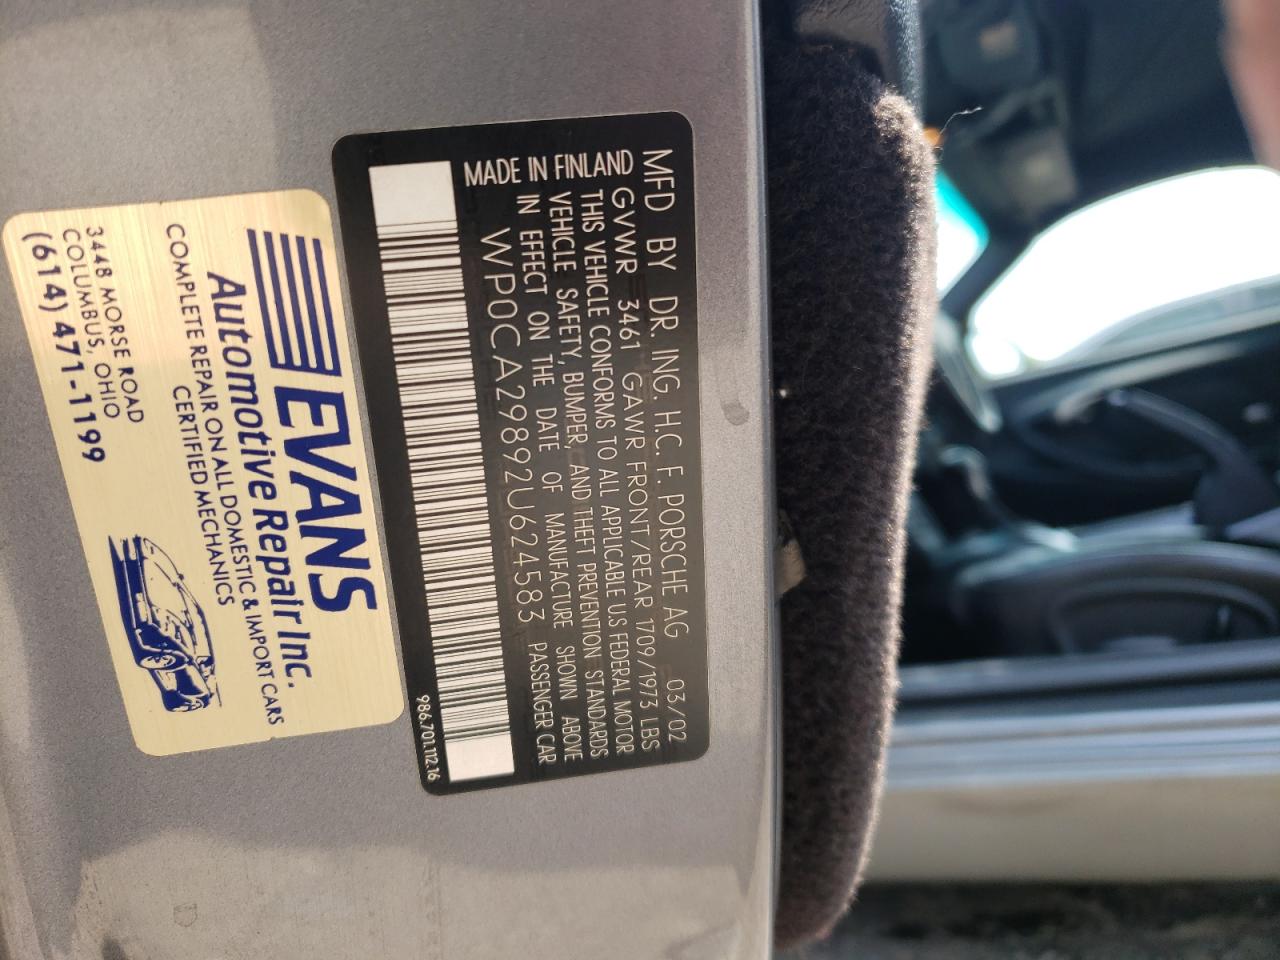 MFD BY DR. ING. H.C. F. PORSCHE AG 03/02
GVWR 3461 GAWR FRONT/REAR 1709/1973 LBS
THIS VEHICLE CONFORMS TO ALL APPLICABLE U.S. FEDERAL MOTOR
VEHICLE SAFETY, BUMPER, AND THEFT PREVENTION STANDARDS
IN EFFECT ON THE DATE OF MANUFACTURE SHOWN ABOVE
MADE IN FINLAND
WP0CA29892U624583 PASSENGER CAR
986.701.112.16
EVANS
Automotive Repair Inc.
COMPLETE REPAIR ON ALL DOMESTIC & IMPORT CARS
CERTIFIED MECHANICS
3448 MORSE ROAD
COLUMBUS, OHIO
(614) 471-1199